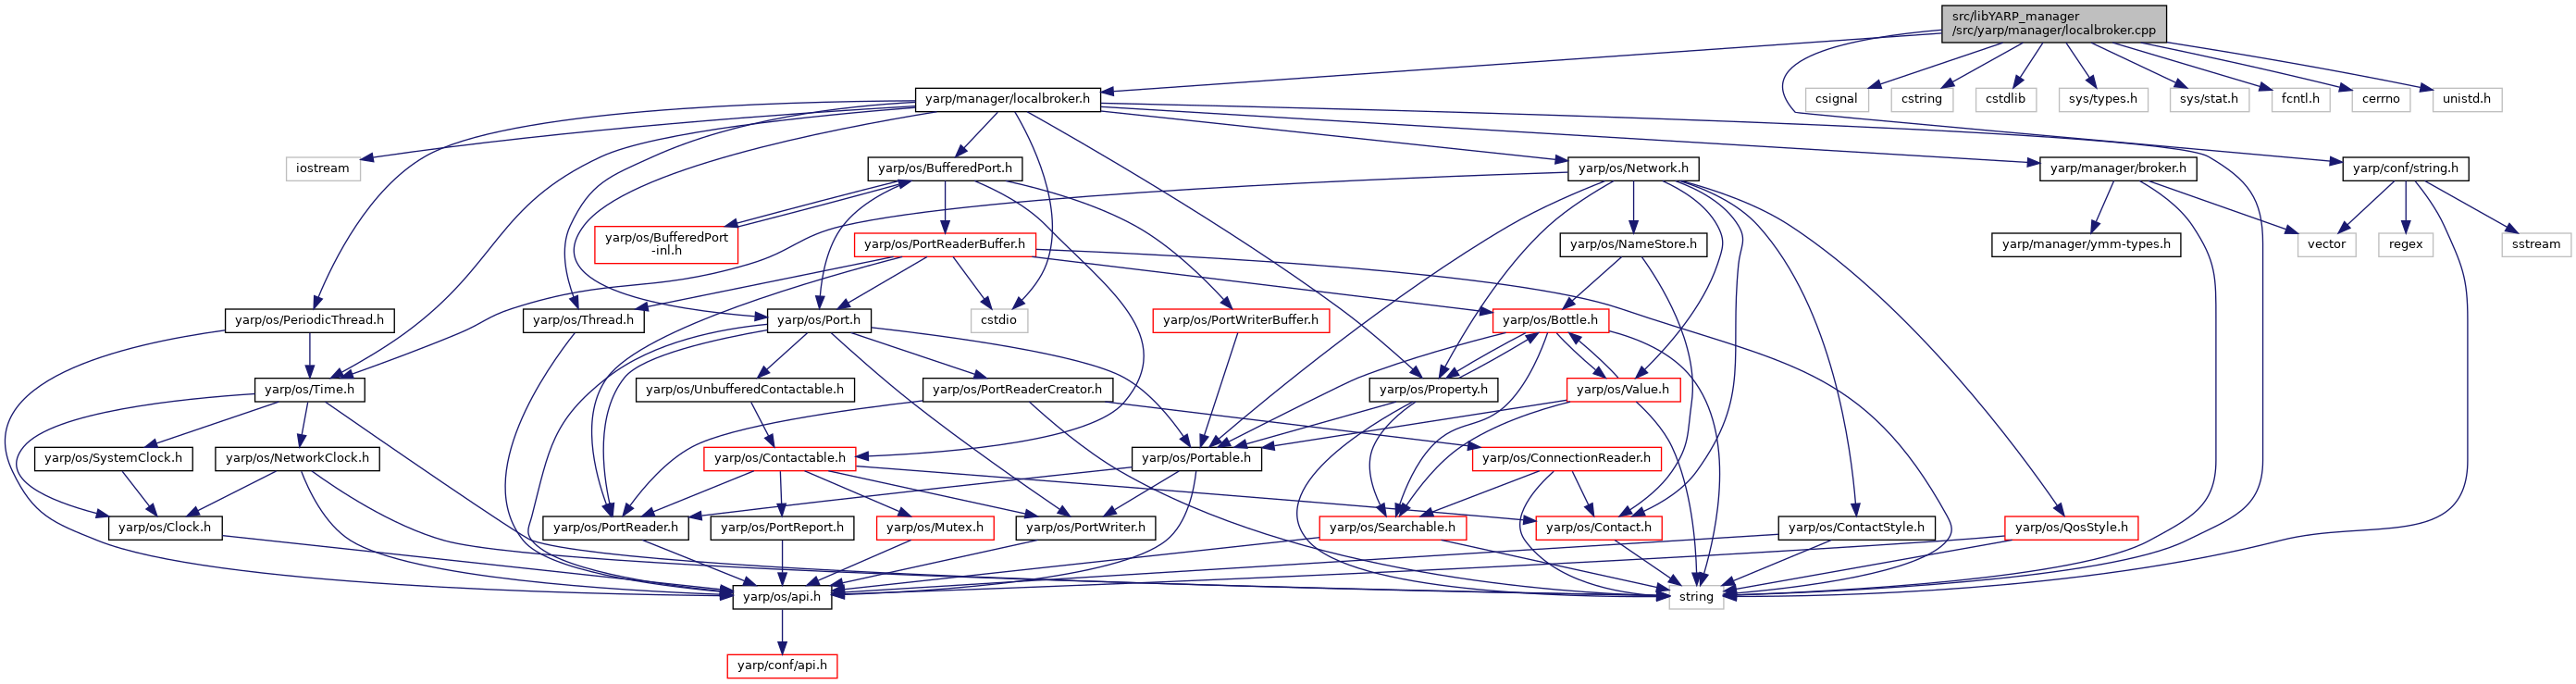 src/libYARP_manager
/src/yarp/manager/localbroker.cpp
yarp/manager/localbroker.h
csignal
cstring
cstdlib
sys/types.h
sys/stat.h
fcntl.h
cerrno
unistd.h
iostream
yarp/os/BufferedPort.h
yarp/os/Network.h
yarp/manager/broker.h
yarp/conf/string.h
yarp/os/BufferedPort
-inl.h
yarp/os/PortReaderBuffer.h
yarp/os/NameStore.h
yarp/manager/ymm-types.h
vector
regex
sstream
yarp/os/PeriodicThread.h
yarp/os/Thread.h
yarp/os/Port.h
cstdio
yarp/os/PortWriterBuffer.h
yarp/os/Bottle.h
yarp/os/Time.h
yarp/os/UnbufferedContactable.h
yarp/os/PortReaderCreator.h
yarp/os/Property.h
yarp/os/Value.h
yarp/os/SystemClock.h
yarp/os/NetworkClock.h
yarp/os/Contactable.h
yarp/os/Portable.h
yarp/os/ConnectionReader.h
yarp/os/Clock.h
yarp/os/PortReader.h
yarp/os/PortReport.h
yarp/os/Mutex.h
yarp/os/PortWriter.h
yarp/os/Searchable.h
yarp/os/Contact.h
yarp/os/ContactStyle.h
yarp/os/QosStyle.h
yarp/os/api.h
string
yarp/conf/api.h